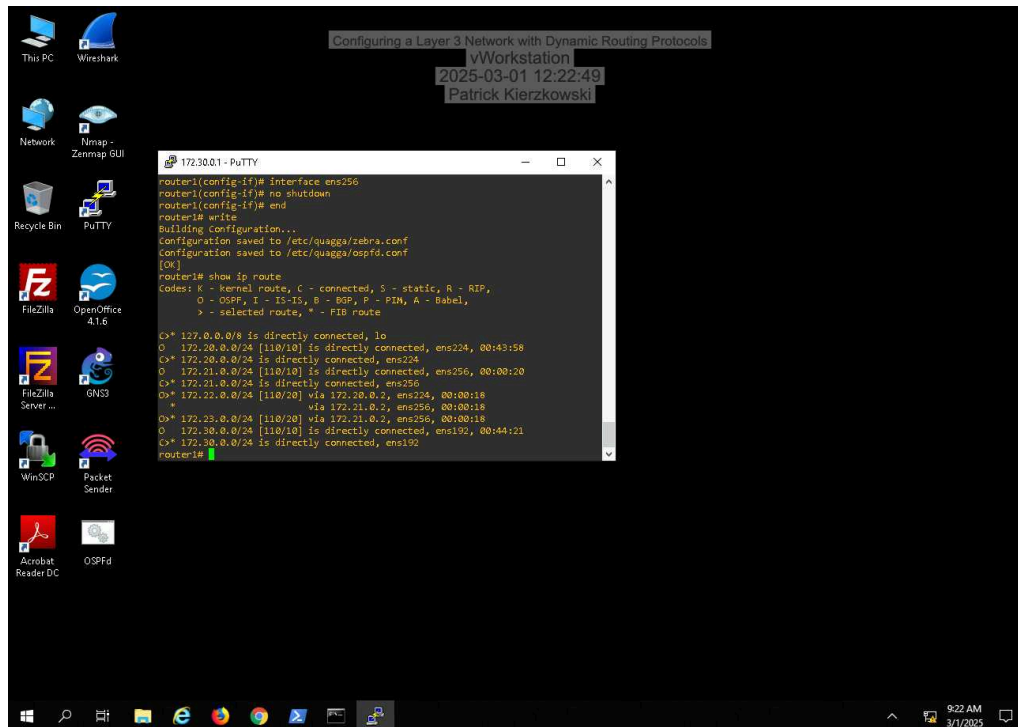 Configuring a Layer 3 Network with Dynamic Routing Protocols
vWorkstation
2025-03-01 12:22:49
Patrick Kierzkowski
This PC
Wireshark
Network
Nmap -
Zenmap GUI
Recycle Bin
PuTTY
FileZilla
OpenOffice
4.1.6
FileZilla
Server ...
GNS3
WinSCP
Packet
Sender
Acrobat
Reader DC
OSPFd
172.30.0.1 - PuTTY
router1(config-if)# interface ens256
router1(config-if)# no shutdown
router1(config-if)# end
router1# write
Building Configuration...
Configuration saved to /etc/quagga/zebra.conf
Configuration saved to /etc/quagga/ospfd.conf
[OK]
router1# show ip route
Codes: K - kernel route, C - connected, S - static, R - RIP,
O - OSPF, I - IS-IS, B - BGP, P - PIM, A - Babel,
> - selected route, * - FIB route
C>* 127.0.0.0/8 is directly connected, lo
O   172.20.0.0/24 [110/10] is directly connected, ens224, 00:43:58
C>* 172.20.0.0/24 is directly connected, ens224
O   172.21.0.0/24 [110/10] is directly connected, ens256, 00:00:20
C>* 172.21.0.0/24 is directly connected, ens256
O>* 172.22.0.0/24 [110/20] via 172.20.0.2, ens224, 00:00:18
  *                        via 172.21.0.2, ens256, 00:00:18
O>* 172.23.0.0/24 [110/20] via 172.21.0.2, ens256, 00:00:18
O   172.30.0.0/24 [110/10] is directly connected, ens192, 00:44:21
C>* 172.30.0.0/24 is directly connected, ens192
router1#
9:22 AM
3/1/2025